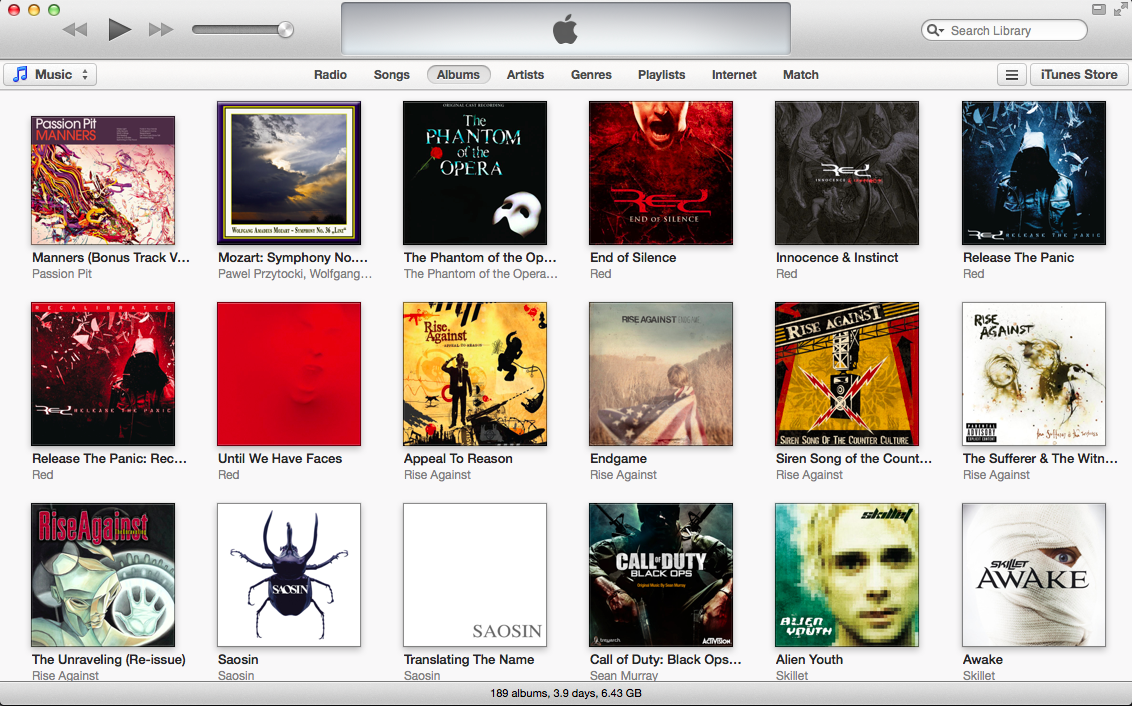 Search Library
Music
Radio
Songs
Albums
Artists
Genres
Playlists
Internet
Match
iTunes Store
Passion Pit
MANNERS
WOLFGANG AMADEUS MOZART - SYMPHONY NO. 36 „LINZ“
ORIGINAL CAST RECORDING
The
PHANTOM
of the
OPERA
RED
END of SILENCE
RED
INNOCENCE & INSTINCT
RED RELEASE THE PANIC
Manners (Bonus Track V...
Passion Pit
Mozart: Symphony No....
Pawel Przytocki, Wolfgang...
The Phantom of the Op...
The Phantom of the Opera...
End of Silence
Red
Innocence & Instinct
Red
Release The Panic
Red
RECALIBRATED
RED RELEASE THE PANIC
Rise Against
APPEAL TO REASON
RISE AGAINST ENDGAME
RISE AGAINST
SIREN SONG OF THE COUNTER CULTURE
RISE
AGAINST
PARENTAL
ADVISORY
EXPLICIT CONTENT
The Sufferer & The Witness
Release The Panic: Rec...
Red
Until We Have Faces
Red
Appeal To Reason
Rise Against
Endgame
Rise Against
Siren Song of the Count...
Rise Against
The Sufferer & The Witn...
Rise Against
RiseAgainst
The Unraveling
SAOSIN
SAOSIN
CALL OF DUTY
BLACK OPS
Original Music By Sean Murray
treyarch
ACTIVISION
skillet
ALIEN
YOUTH
SKILLET
AWAKE
The Unraveling (Re-issue)
Rise Against
Saosin
Saosin
Translating The Name
Saosin
Call of Duty: Black Ops...
Sean Murray
Alien Youth
Skillet
Awake
Skillet
189 albums, 3.9 days, 6.43 GB